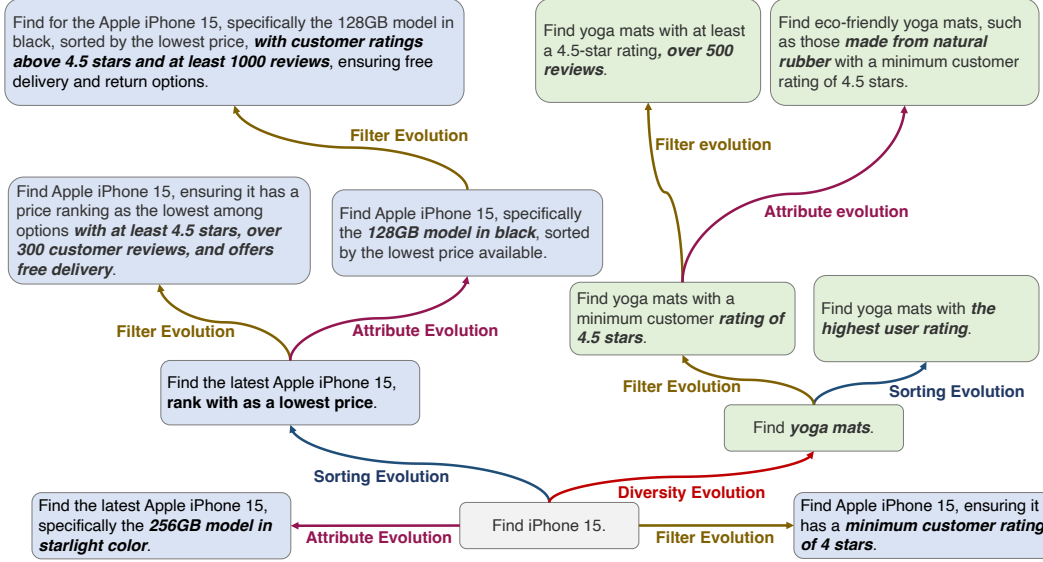 Find for the Apple iPhone 15, specifically the 128GB model in
black, sorted by the lowest price, with customer ratings
above 4.5 stars and at least 1000 reviews, ensuring free
delivery and return options.
Find yoga mats with at least
a 4.5-star rating, over 500
reviews.
Find eco-friendly yoga mats, such
as those made from natural
rubber with a minimum customer
rating of 4.5 stars.
Filter Evolution
Filter evolution
Find Apple iPhone 15, ensuring it has a
price ranking as the lowest among
options with at least 4.5 stars, over
300 customer reviews, and offers
free delivery.
Find Apple iPhone 15, specifically
the 128GB model in black, sorted
by the lowest price available.
Attribute evolution
Find yoga mats with a
minimum customer rating of
4.5 stars.
Find yoga mats with the
highest user rating.
Filter Evolution
Attribute Evolution
Find the latest Apple iPhone 15,
rank with as a lowest price.
Filter Evolution
Sorting Evolution
Find yoga mats.
Sorting Evolution
Diversity Evolution
Find the latest Apple iPhone 15,
specifically the 256GB model in
starlight color.
Attribute Evolution
Find iPhone 15.
Filter Evolution
Find Apple iPhone 15, ensuring it
has a minimum customer rating
of 4 stars.